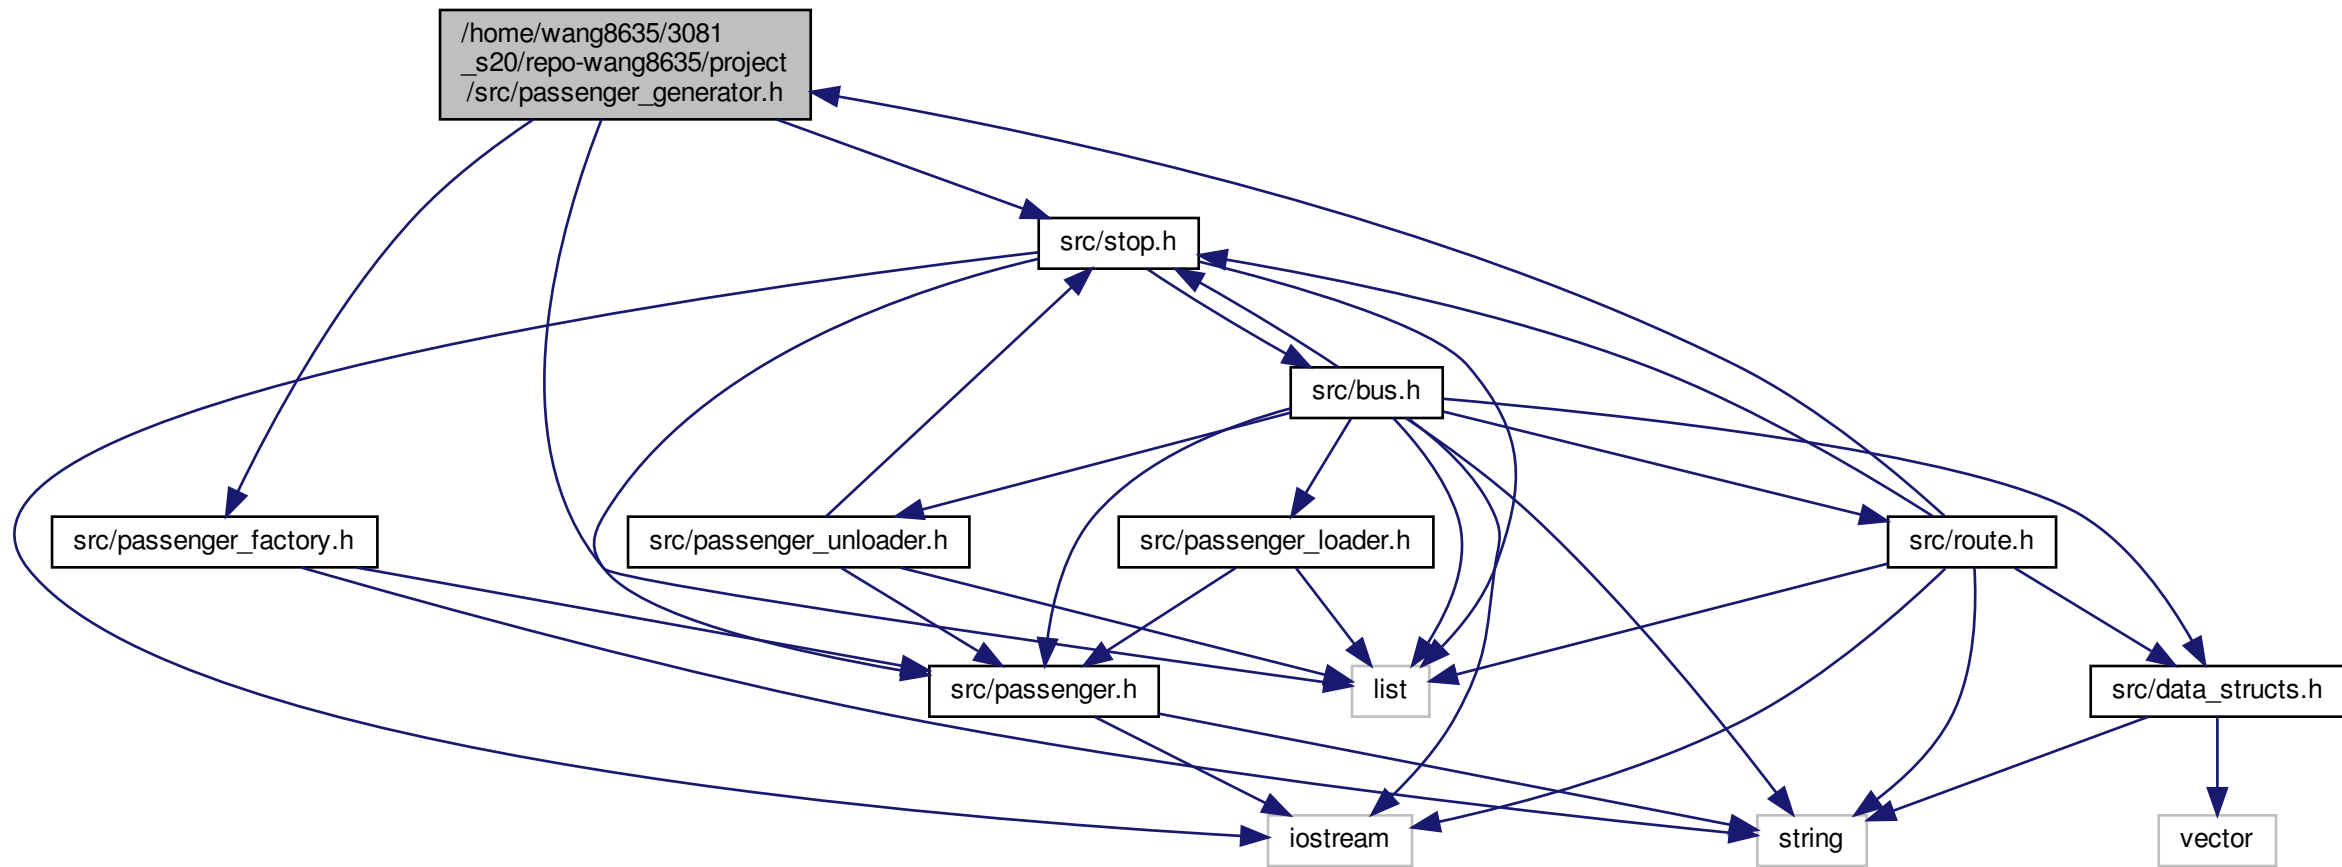 /home/wang8635/3081
_s20/repo-wang8635/project
/src/passenger_generator.h
src/stop.h
src/bus.h
src/passenger_factory.h
src/passenger_unloader.h
src/passenger_loader.h
src/route.h
src/passenger.h
list
src/data_structs.h
iostream
string
vector